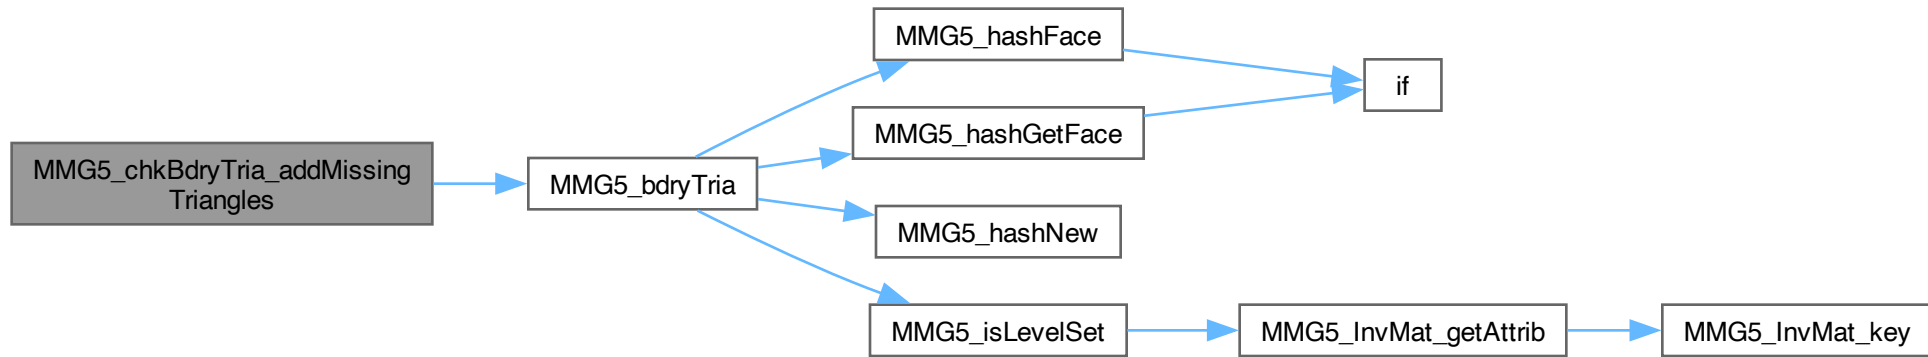 MMG5_chkBdryTria_addMissing
Triangles
MMG5_bdryTria
MMG5_hashFace
MMG5_hashGetFace
if
MMG5_hashNew
MMG5_isLevelSet
MMG5_InvMat_getAttrib
MMG5_InvMat_key